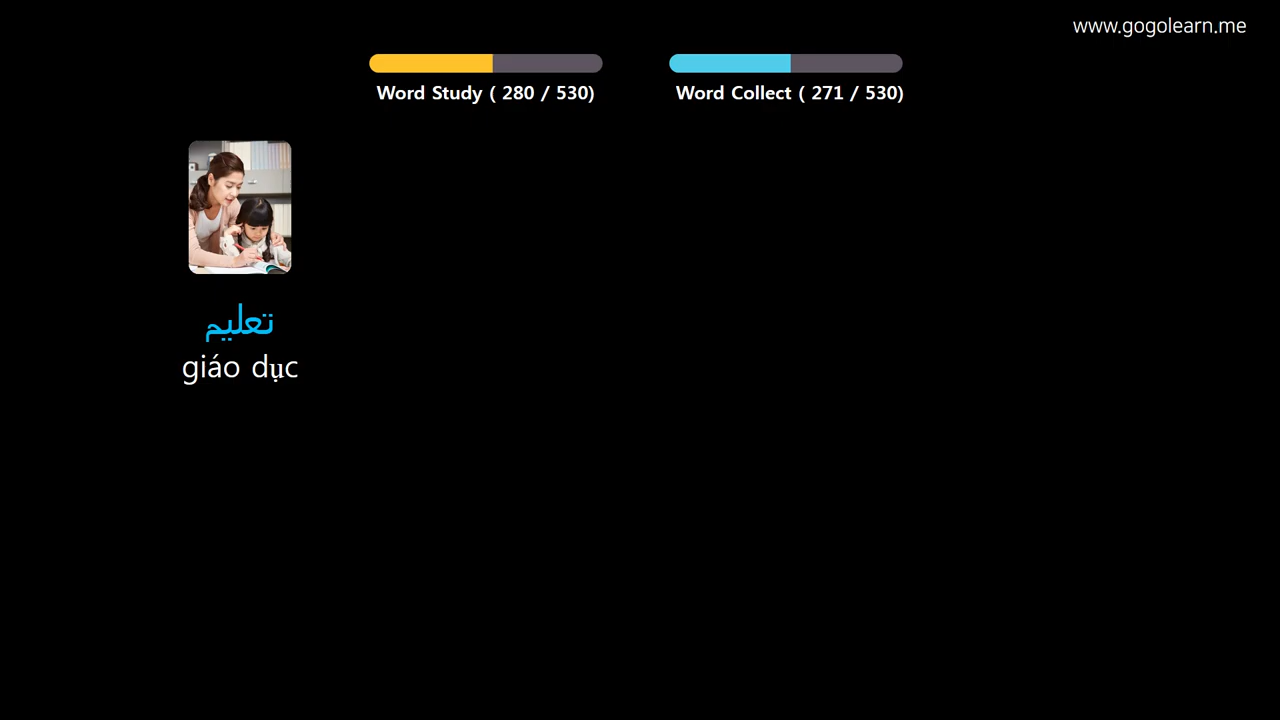 www.gogolearn.me
Word Study ( 280 / 530)
Word Collect ( 271 / 530)
تعليم
giáo dục